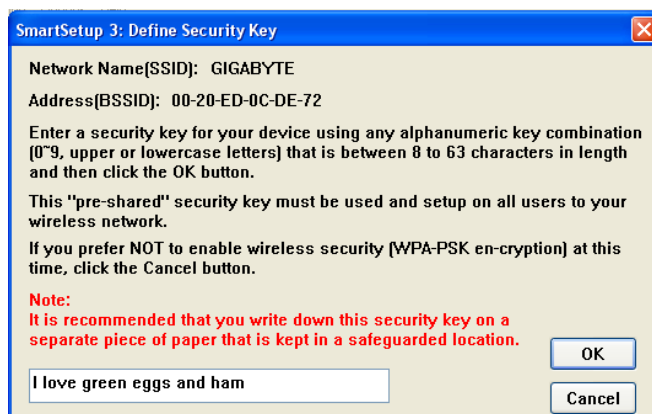 SmartSetup 3: Define Security Key
Network Name(SSID): GIGABYTE
Address(BSSID): 00-20-ED-0C-DE-72
Enter a security key for your device using any alphanumeric key combination
(0~9, upper or lowercase letters) that is between 8 to 63 characters in length
and then click the OK button.
This "pre-shared" security key must be used and setup on all users to your
wireless network.
If you prefer NOT to enable wireless security (WPA-PSK en-cryption) at this
time, click the Cancel button.
Note:
It is recommended that you write down this security key on a
separate piece of paper that is kept in a safeguarded location.
OK
I love green eggs and ham
Cancel